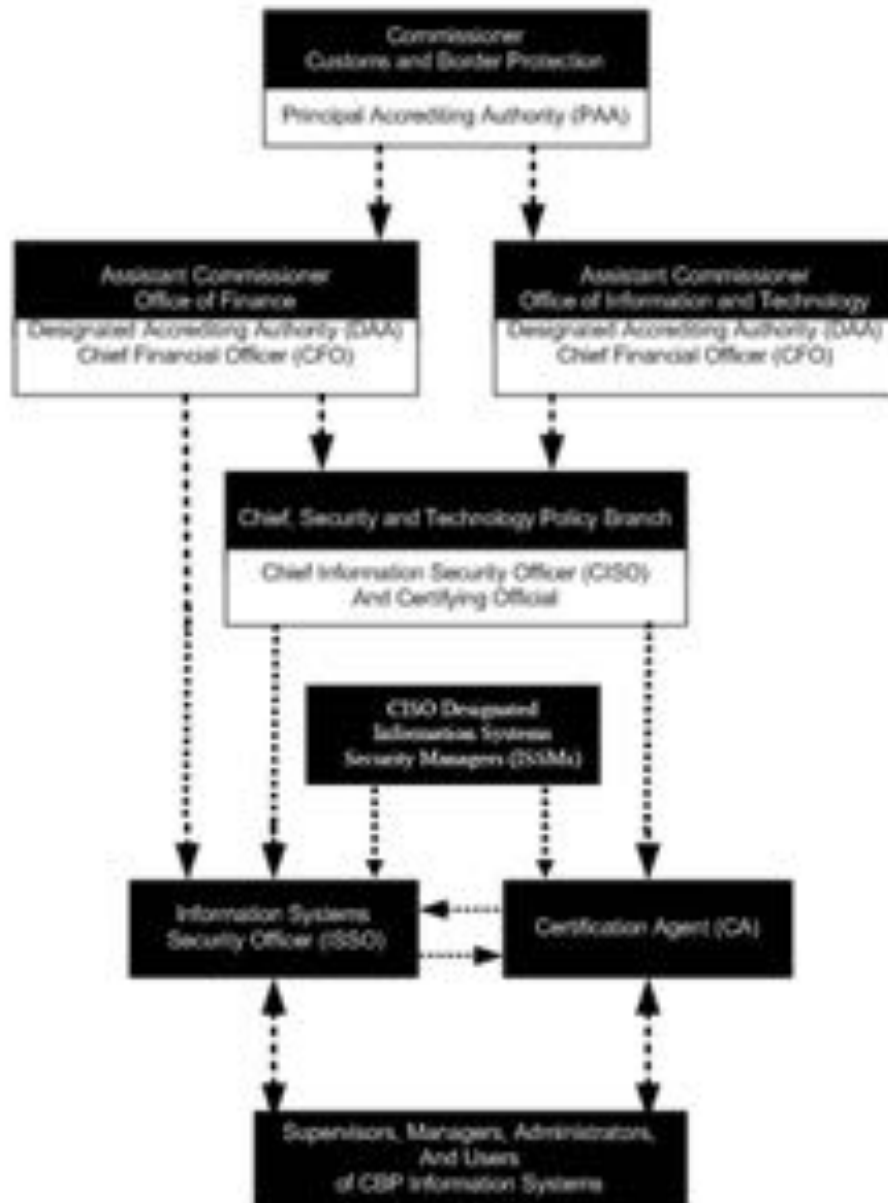 Commissioner
Customs and Border Protection
Principal Accrediting Authority (PAA)
Assistant Commissioner
Office of Finance
Designated Accrediting Authority (DAA)
Chief Financial Officer (CFO)
Assistant Commissioner
Office of Information and Technology
Designated Accrediting Authority (DAA)
Chief Financial Officer (CFO)
Chief, Security and Technology Policy Branch
Chief Information Security Officer (CISO)
And Certifying Official
CISO Designated
Information Systems
Security Managers (ISSMs)
Information Systems
Security Officer (ISSO)
Certification Agent (CA)
Supervisors, Managers, Administrators,
And Users
of CBP Information Systems